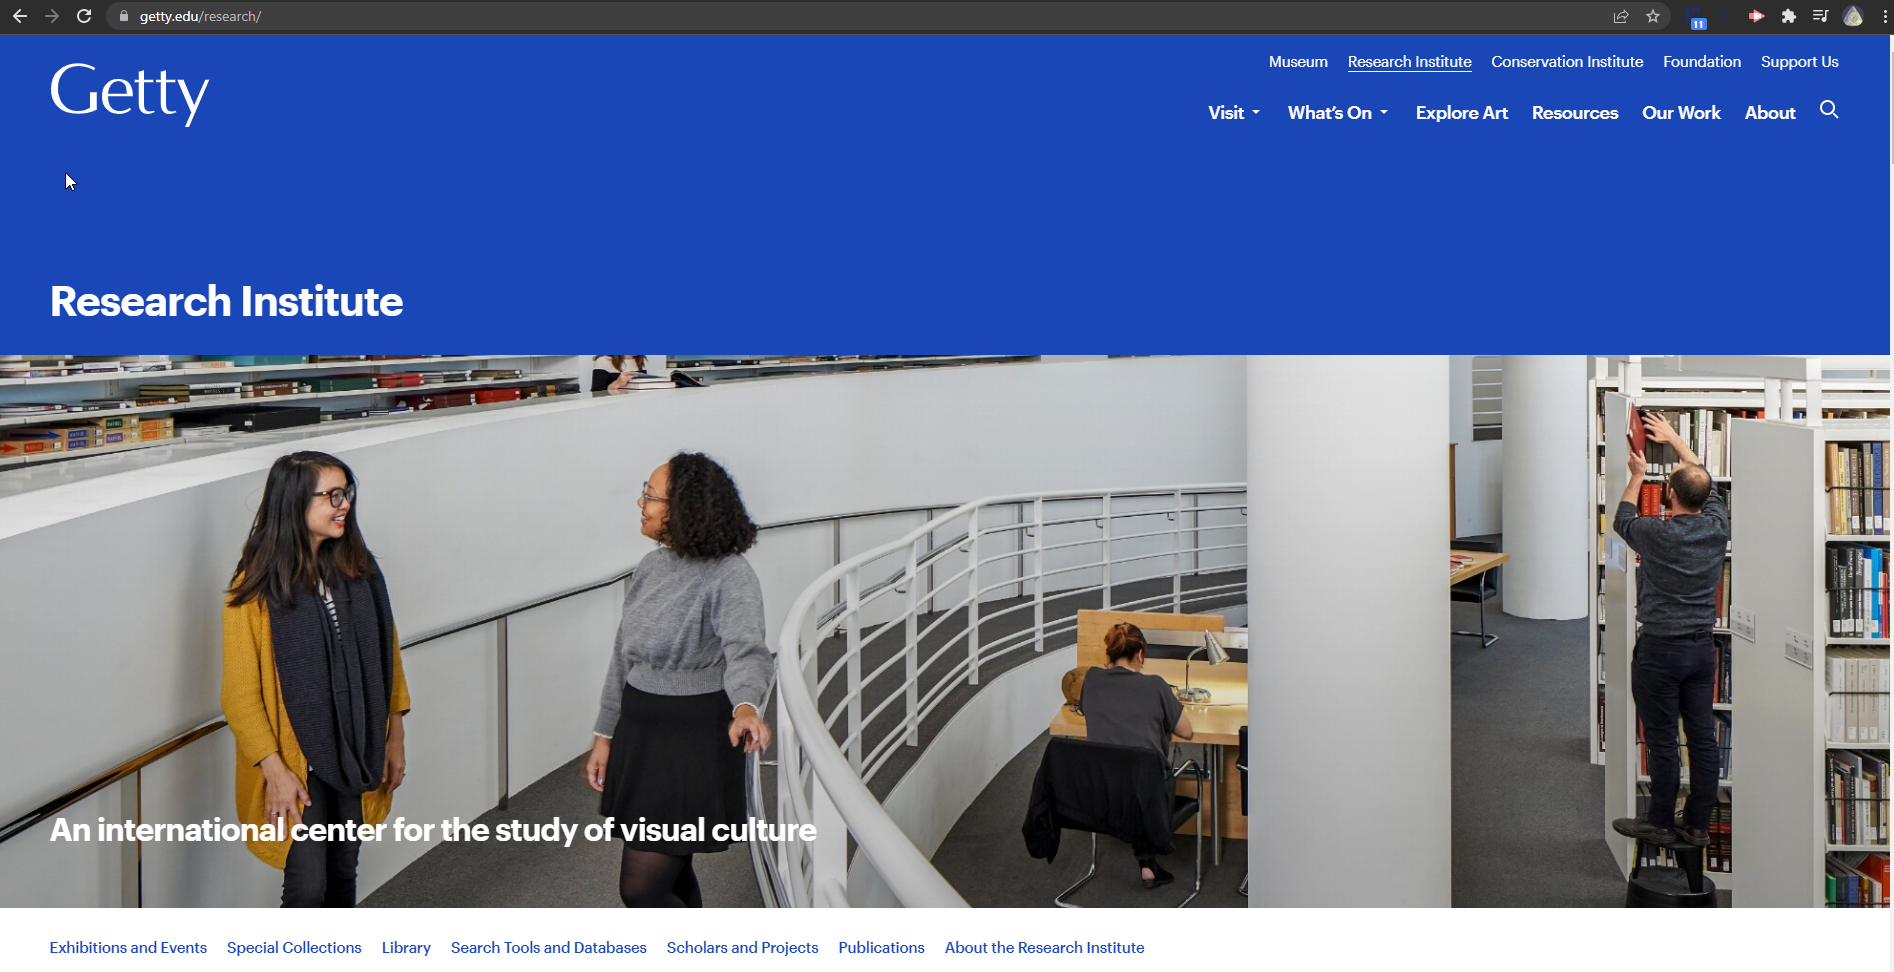 getty.edu/research/
11
Getty
Museum Research Institute Conservation Institute Foundation Support Us
Visit What's On Explore Art Resources Our Work About
Research Institute
An international center for the study of visual culture
Exhibitions and Events Special Collections Library Search Tools and Databases Scholars and Projects Publications About the Research Institute